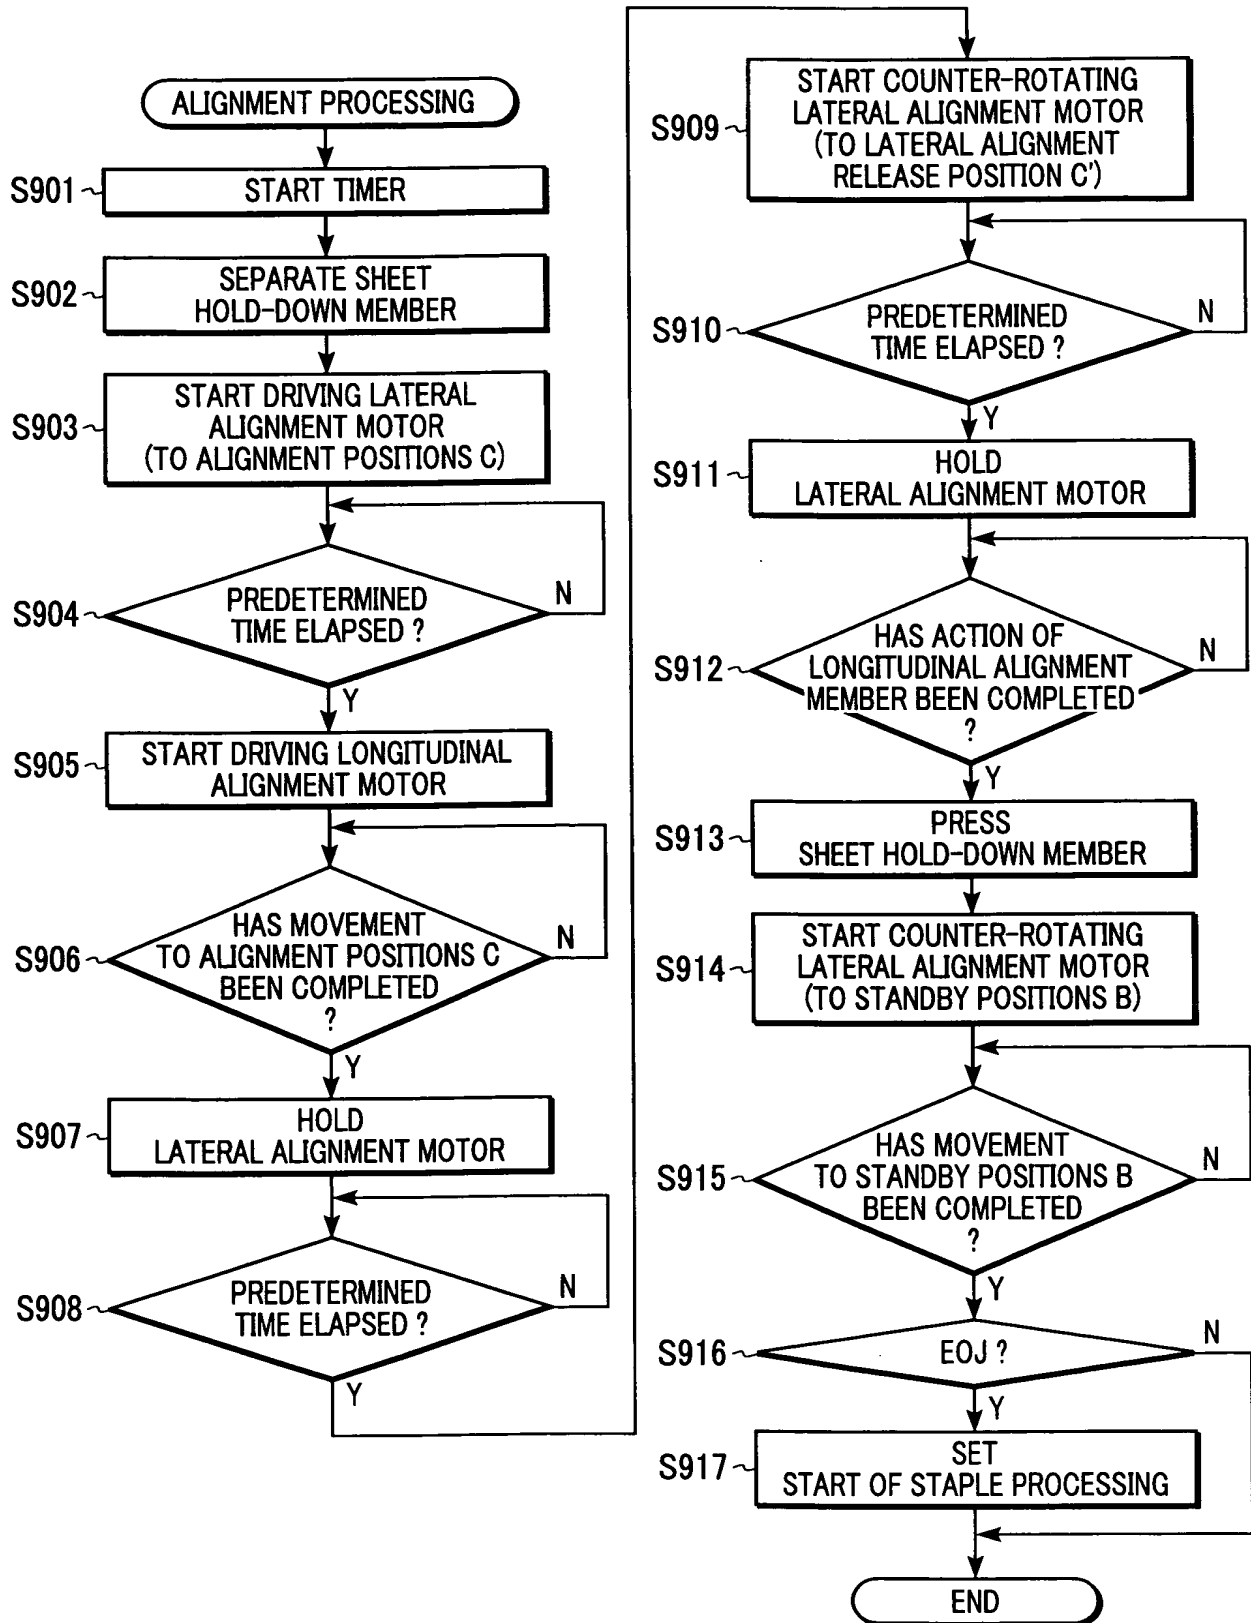 ALIGNMENT PROCESSING
S901
START TIMER
S902
SEPARATE SHEET
HOLD-DOWN MEMBER
S903
START DRIVING LATERAL
ALIGNMENT MOTOR
(TO ALIGNMENT POSITIONS C)
S904
PREDETERMINED
TIME ELAPSED ?
N
Y
S905
START DRIVING LONGITUDINAL
ALIGNMENT MOTOR
S906
HAS MOVEMENT
TO ALIGNMENT POSITIONS C
BEEN COMPLETED
?
N
Y
S907
HOLD
LATERAL ALIGNMENT MOTOR
S908
PREDETERMINED
TIME ELAPSED ?
N
Y
S909
START COUNTER-ROTATING
LATERAL ALIGNMENT MOTOR
(TO LATERAL ALIGNMENT
RELEASE POSITION C')
S910
PREDETERMINED
TIME ELAPSED ?
N
Y
S911
HOLD
LATERAL ALIGNMENT MOTOR
S912
HAS ACTION OF
LONGITUDINAL ALIGNMENT
MEMBER BEEN COMPLETED
?
N
Y
S913
PRESS
SHEET HOLD-DOWN MEMBER
S914
START COUNTER-ROTATING
LATERAL ALIGNMENT MOTOR
(TO STANDBY POSITIONS B)
S915
HAS MOVEMENT
TO STANDBY POSITIONS B
BEEN COMPLETED
?
N
Y
S916
EOJ ?
N
Y
S917
SET
START OF STAPLE PROCESSING
END